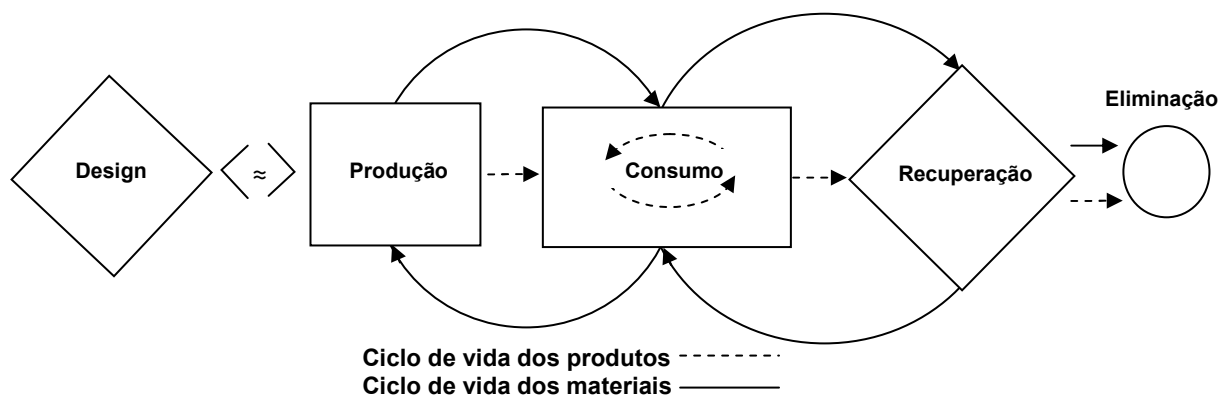 Eliminação
Design
≈
Produção
Consumo
Recuperação
Ciclo de vida dos produtos
Ciclo de vida dos materiais